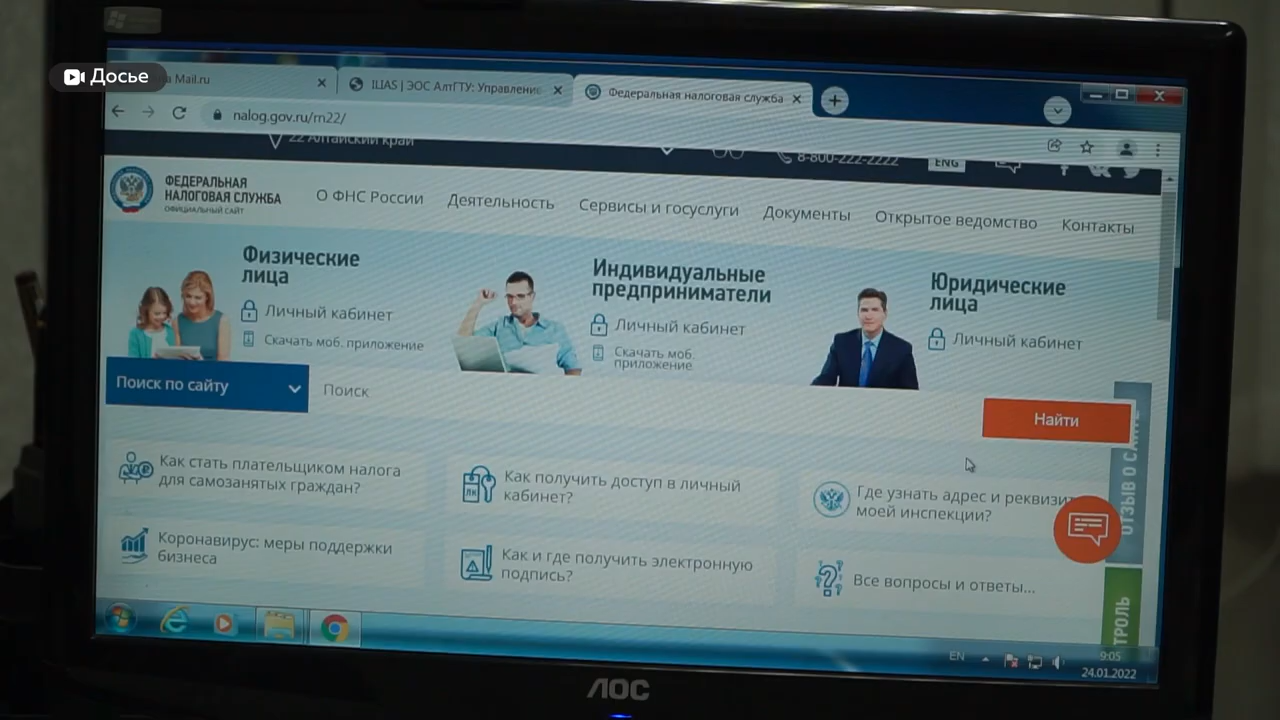 Досье
Mail.ru
ILIAS | ЭОС АлтГТУ: Управлени
Федеральная налоговая служба
nalog.gov.ru/rn22/
22 Алтайский край
8-800-222-2222
ENG
ФЕДЕРАЛЬНАЯ
НАЛОГОВАЯ СЛУЖБА
ОФИЦИАЛЬНЫЙ САЙТ
О ФНС России
Деятельность
Сервисы и госуслуги
Документы
Открытое ведомство
Контакты
Физические
лица
Личный кабинет
Скачать моб. приложение
Индивидуальные
предприниматели
Личный кабинет
Скачать моб.
приложение
Юридические
лица
Личный кабинет
Поиск по сайту
Поиск
Найти
Как стать плательщиком налога
для самозанятых граждан?
Как получить доступ в личный
кабинет?
Где узнать адрес и реквизит
моей инспекции?
Коронавирус: меры поддержки
бизнеса
Как и где получить электронную
подпись?
Все вопросы и ответы...
ОТЗЫВ О САЙТЕ
ТРОЛЬ
EN
9:05
24.01.2022
AOC